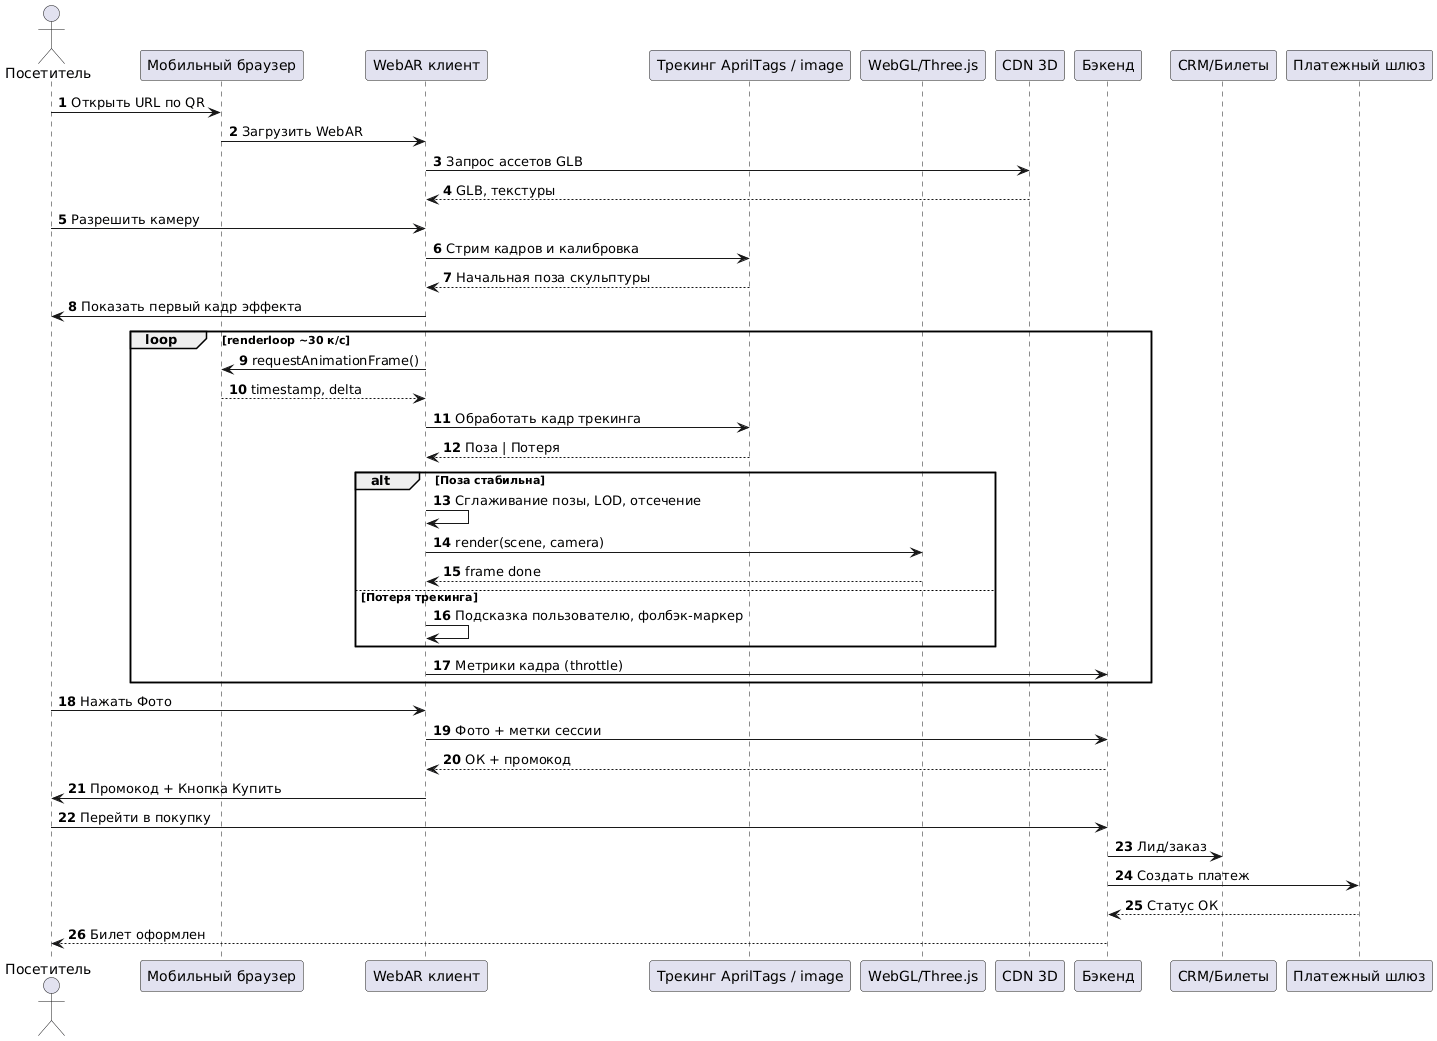 Посетитель
Мобильный браузер
WebAR клиент
Трекинг AprilTags / image
WebGL/Three.js
CDN 3D
Бэкенд
CRM/Билеты
Платежный шлюз
1 Открыть URL по QR
2 Загрузить WebAR
3 Запрос ассетов GLB
4 GLB, текстуры
5 Разрешить камеру
6 Стрим кадров и калибровка
7 Начальная поза скульптуры
8 Показать первый кадр эффекта
loop [renderloop ~30 к/с]
9 requestAnimationFrame()
10 timestamp, delta
11 Обработать кадр трекинга
12 Поза | Потеря
alt [Поза стабильна]
13 Сглаживание позы, LOD, отсечение
14 render(scene, camera)
15 frame done
[Потеря трекинга]
16 Подсказка пользователю, фолбэк-маркер
17 Метрики кадра (throttle)
18 Нажать Фото
19 Фото + метки сессии
20 ОК + промокод
21 Промокод + Кнопка Купить
22 Перейти в покупку
23 Лид/заказ
24 Создать платеж
25 Статус ОК
26 Билет оформлен
Посетитель
Мобильный браузер
WebAR клиент
Трекинг AprilTags / image
WebGL/Three.js
CDN 3D
Бэкенд
CRM/Билеты
Платежный шлюз